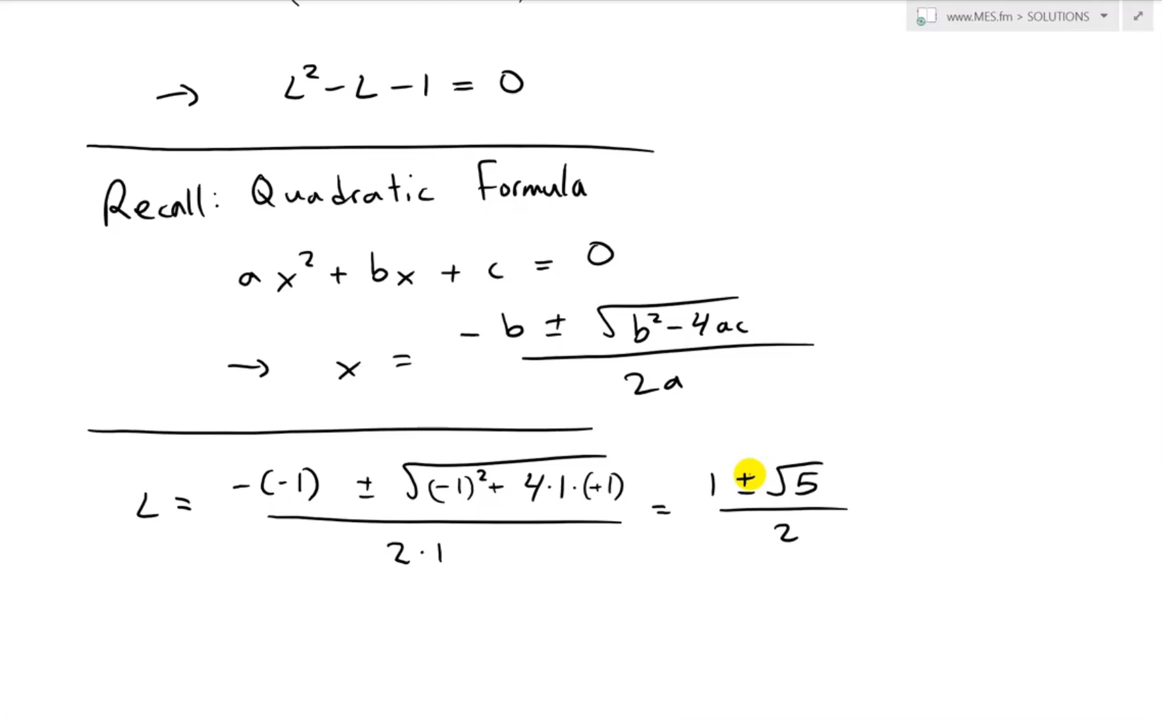 www.MES.fm > SOLUTIONS
→ L² - L - 1 = 0
Recall: Quadratic Formula
ax² + bx + c = 0
→ x = (-b ± √(b² - 4ac)) / 2a
L = (-(-1) ± √((-1)² + 4·1·(+1))) / (2·1) = (1 ± √5) / 2